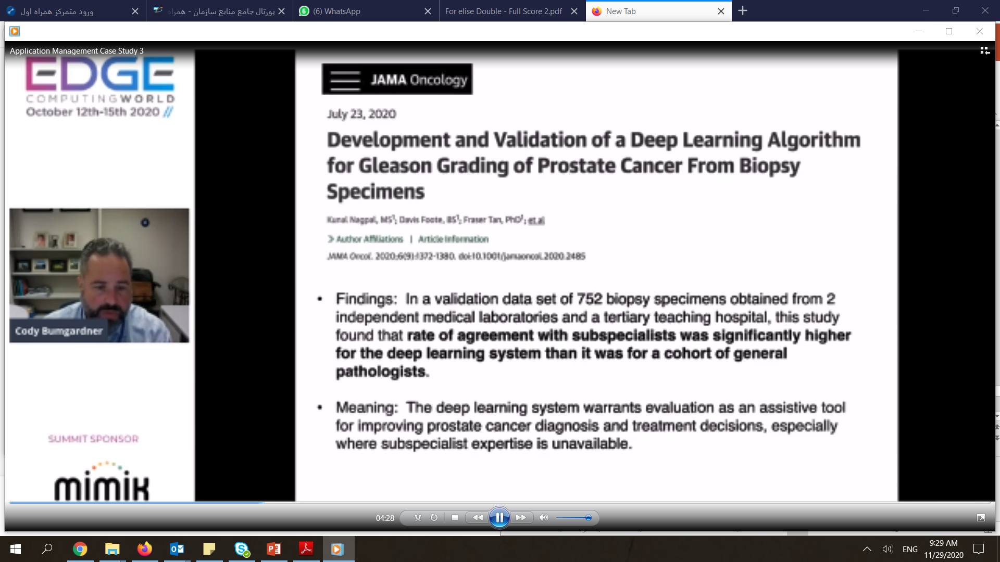 ورود متمرکز همراه اول
پورتال جامع منابع سازمان - همراه
(6) WhatsApp
For elise Double - Full Score 2.pdf
New Tab
Application Management Case Study 3
EDGE
COMPUTINGWORLD
October 12th-15th 2020 //
Cody Bumgardner
SUMMIT SPONSOR
mimik
JAMA Oncology
July 23, 2020
Development and Validation of a Deep Learning Algorithm
for Gleason Grading of Prostate Cancer From Biopsy
Specimens
Kunal Nagpal, MS¹; Davis Foote, BS¹; Fraser Tan, PhD¹; et al
> Author Affiliations | Article Information
JAMA Oncol. 2020;6(9):1372-1380. doi:10.1001/jamaoncol.2020.2485
• Findings: In a validation data set of 752 biopsy specimens obtained from 2
independent medical laboratories and a tertiary teaching hospital, this study
found that rate of agreement with subspecialists was significantly higher
for the deep learning system than it was for a cohort of general
pathologists.
• Meaning: The deep learning system warrants evaluation as an assistive tool
for improving prostate cancer diagnosis and treatment decisions, especially
where subspecialist expertise is unavailable.
04:28
ENG
9:29 AM
11/29/2020